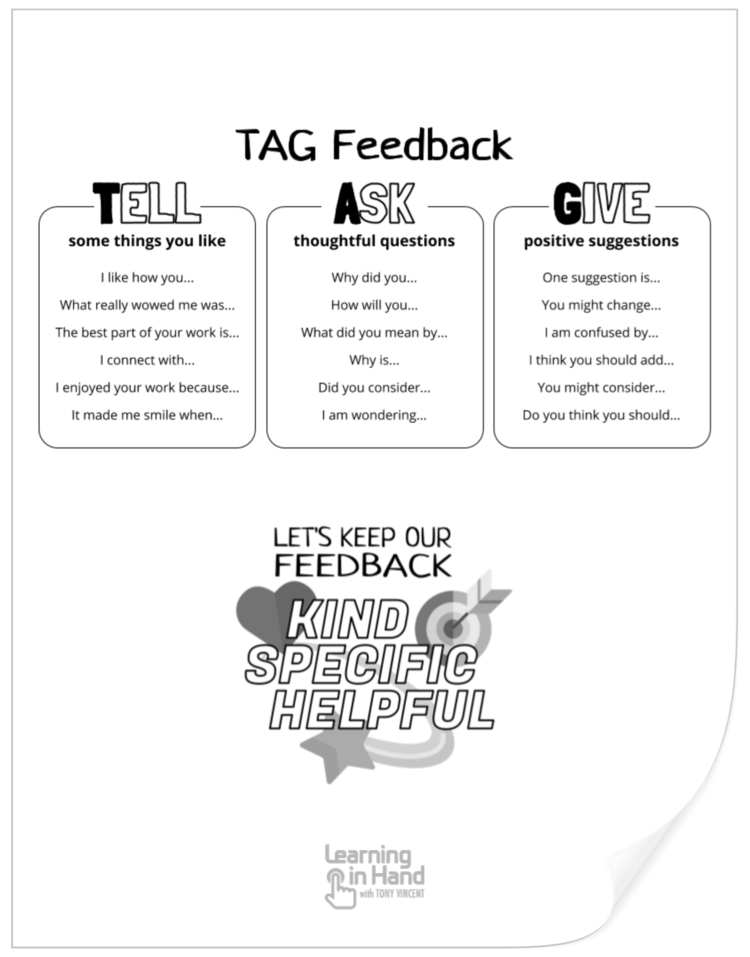 TAG Feedback
TELL
some things you like
I like how you...
What really wowed me was...
The best part of your work is...
I connect with...
I enjoyed your work because...
It made me smile when...
ASK
thoughtful questions
Why did you...
How will you...
What did you mean by...
Why is...
Did you consider...
I am wondering...
GIVE
positive suggestions
One suggestion is...
You might change...
I am confused by...
I think you should add...
You might consider...
Do you think you should...
LET'S KEEP OUR
FEEDBACK
KIND
SPECIFIC
HELPFUL
Learning
in Hand
with TONY VINCENT